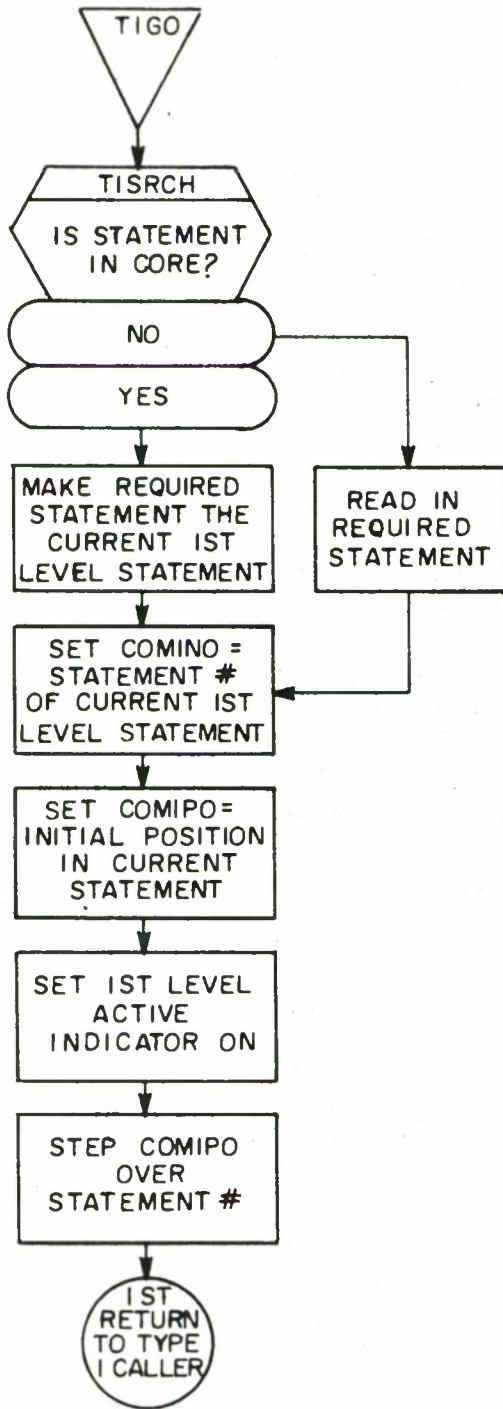 TIGO
TISRCH
IS STATEMENT
IN CORE?
NO
YES
MAKE REQUIRED
STATEMENT THE
CURRENT IST
LEVEL STATEMENT
READ IN
REQUIRED
STATEMENT
SET COMINO =
STATEMENT #
OF CURRENT IST
LEVEL STATEMENT
SET COMIPO=
INITIAL POSITION
IN CURRENT
STATEMENT
SET IST LEVEL
ACTIVE
INDICATOR ON
STEP COMIPO
OVER
STATEMENT #
IST
RETURN
TO TYPE
I CALLER